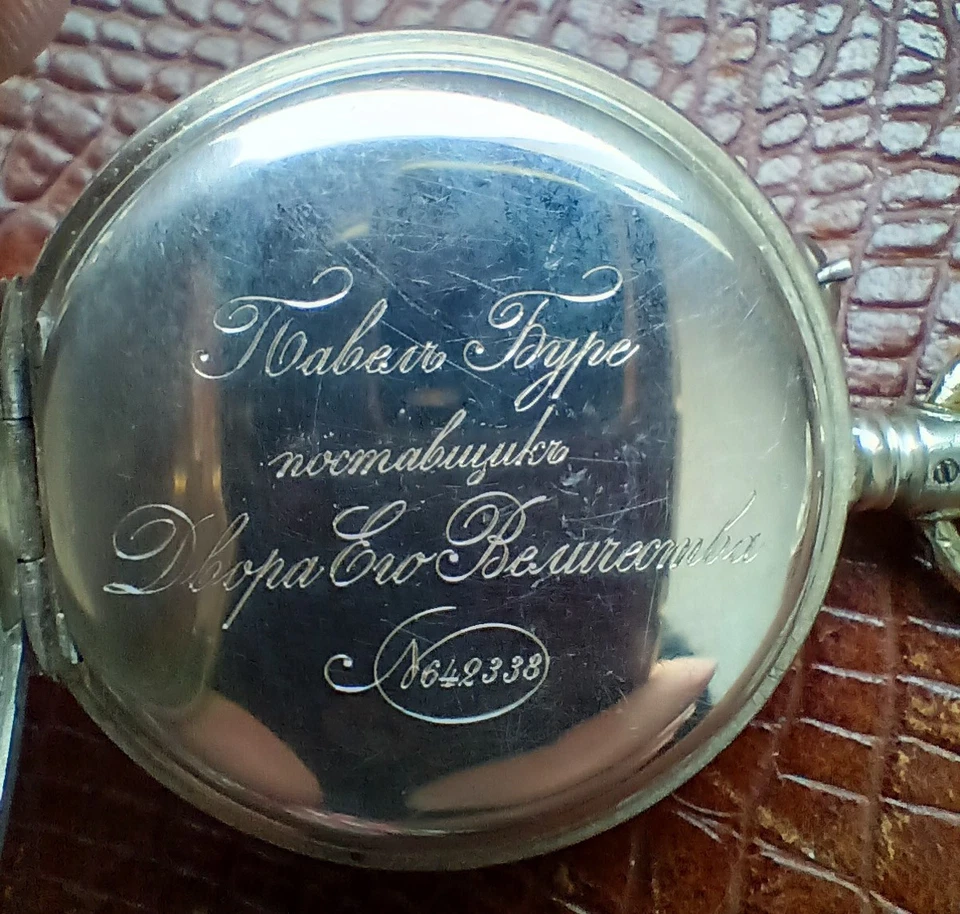 Павелъ Буре
поставщикъ
Двора Его Величества
№642338